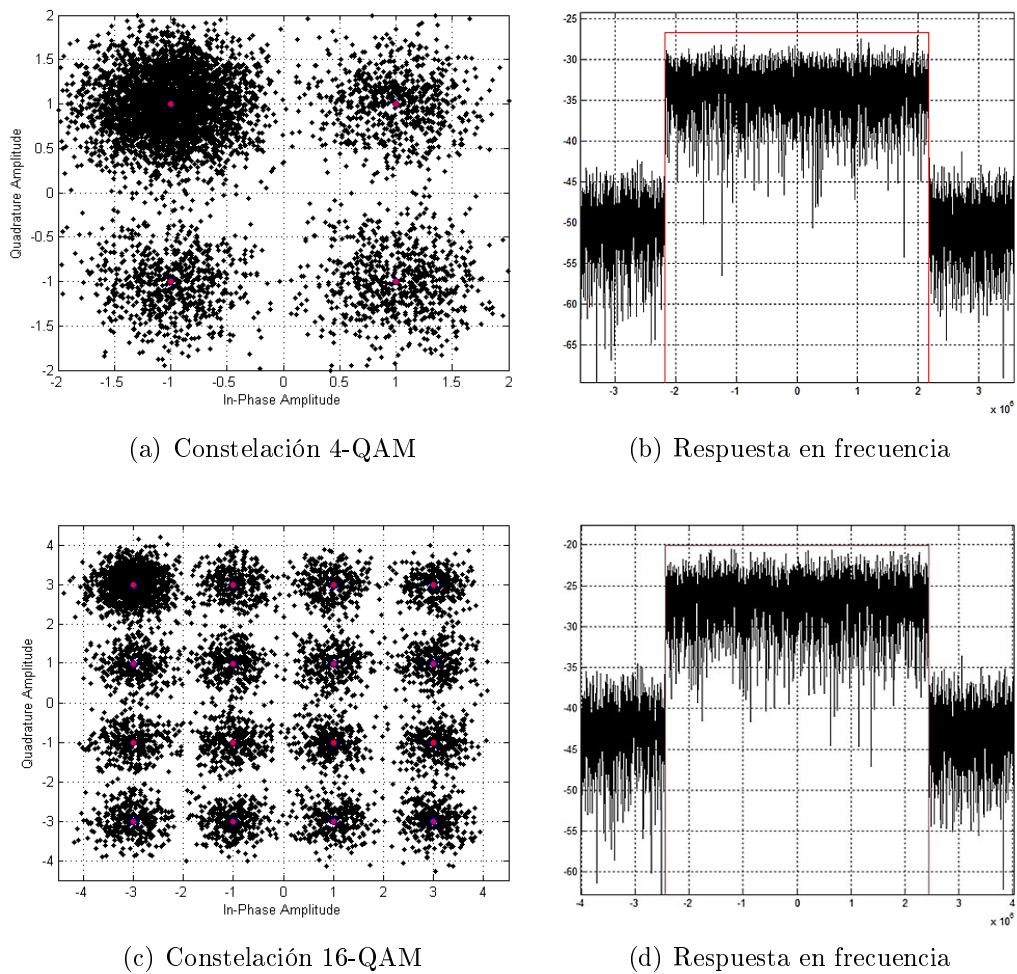 2
1.5
1
0.5
0
-0.5
-1
-1.5
-2
Quadrature Amplitude
-2 -1.5 -1 -0.5 0 0.5 1 1.5 2
In-Phase Amplitude
(a) Constelación 4-QAM
-25
-30
-35
-40
-45
-50
-55
-60
-65
-3 -2 -1 0 1 2 3
x 10⁶
(b) Respuesta en frecuencia
4
3
2
1
0
-1
-2
-3
-4
Quadrature Amplitude
-4 -3 -2 -1 0 1 2 3 4
In-Phase Amplitude
(c) Constelación 16-QAM
-20
-25
-30
-35
-40
-45
-50
-55
-60
-4 -3 -2 -1 0 1 2 3 4
x 10⁶
(d) Respuesta en frecuencia